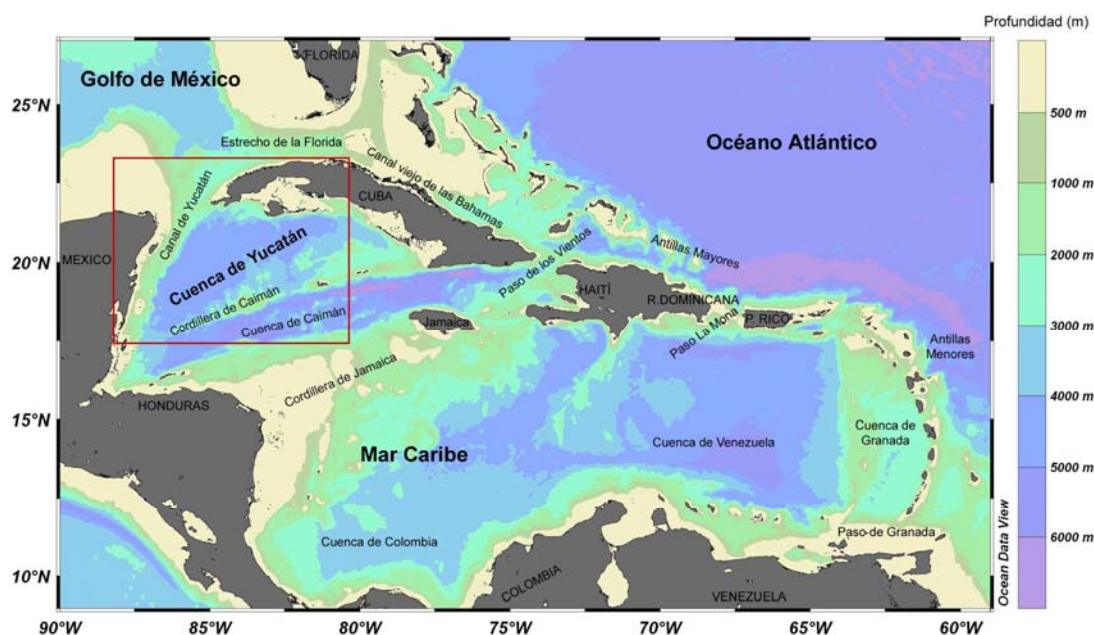 Profundidad (m)
FLORIDA
Golfo de México
25°N
500 m
Estrecho de la Florida
Océano Atlántico
Canal viejo de las Bahamas
1000 m
CUBA
Canal de Yucatán
MEXICO
20°N
Cuenca de Yucatán
Paso de los Vientos
Antillas Mayores
2000 m
HAITÍ
R.DOMINICANA
Cordillera de Caimán
Cuenca de Caimán
Jamaica
P. RICO
3000 m
Paso La Mona
Antillas
Menores
Cordillera de Jamaica
HONDURAS
4000 m
15°N
Mar Caribe
Cuenca de Venezuela
Cuenca de
Granada
5000 m
Cuenca de Colombia
Paso de Granada
6000 m
10°N
COLOMBIA
VENEZUELA
Ocean Data View
90°W
85°W
80°W
75°W
70°W
65°W
60°W